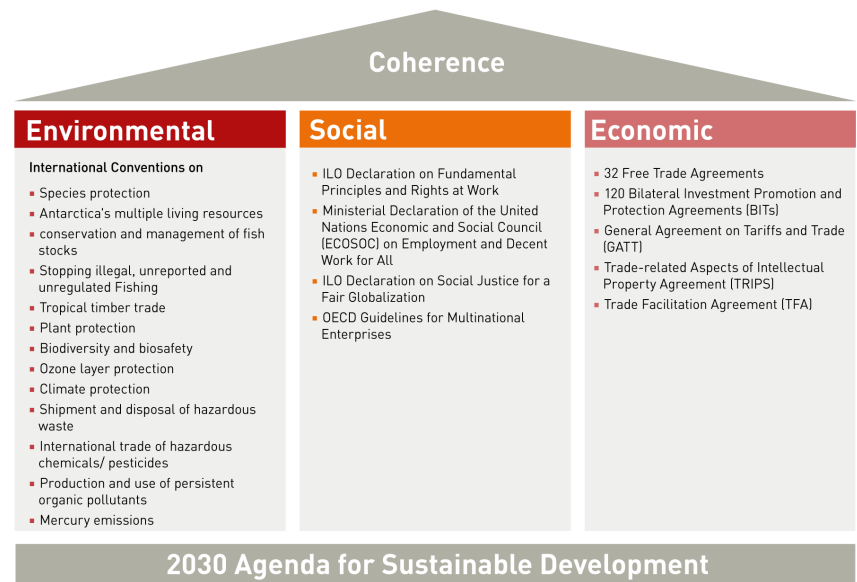 Coherence
Environmental
International Conventions on
▪ Species protection
▪ Antarctica's multiple living resources
▪ conservation and management of fish
stocks
▪ Stopping illegal, unreported and
unregulated Fishing
▪ Tropical timber trade
▪ Plant protection
▪ Biodiversity and biosafety
▪ Ozone layer protection
▪ Climate protection
▪ Shipment and disposal of hazardous
waste
▪ International trade of hazardous
chemicals/ pesticides
▪ Production and use of persistent
organic pollutants
▪ Mercury emissions
Social
▪ ILO Declaration on Fundamental
Principles and Rights at Work
▪ Ministerial Declaration of the United
Nations Economic and Social Council
(ECOSOC) on Employment and Decent
Work for All
▪ ILO Declaration on Social Justice for a
Fair Globalization
▪ OECD Guidelines for Multinational
Enterprises
Economic
▪ 32 Free Trade Agreements
▪ 120 Bilateral Investment Promotion and
Protection Agreements (BITs)
▪ General Agreement on Tariffs and Trade
(GATT)
▪ Trade-related Aspects of Intellectual
Property Agreement (TRIPS)
▪ Trade Facilitation Agreement (TFA)
2030 Agenda for Sustainable Development